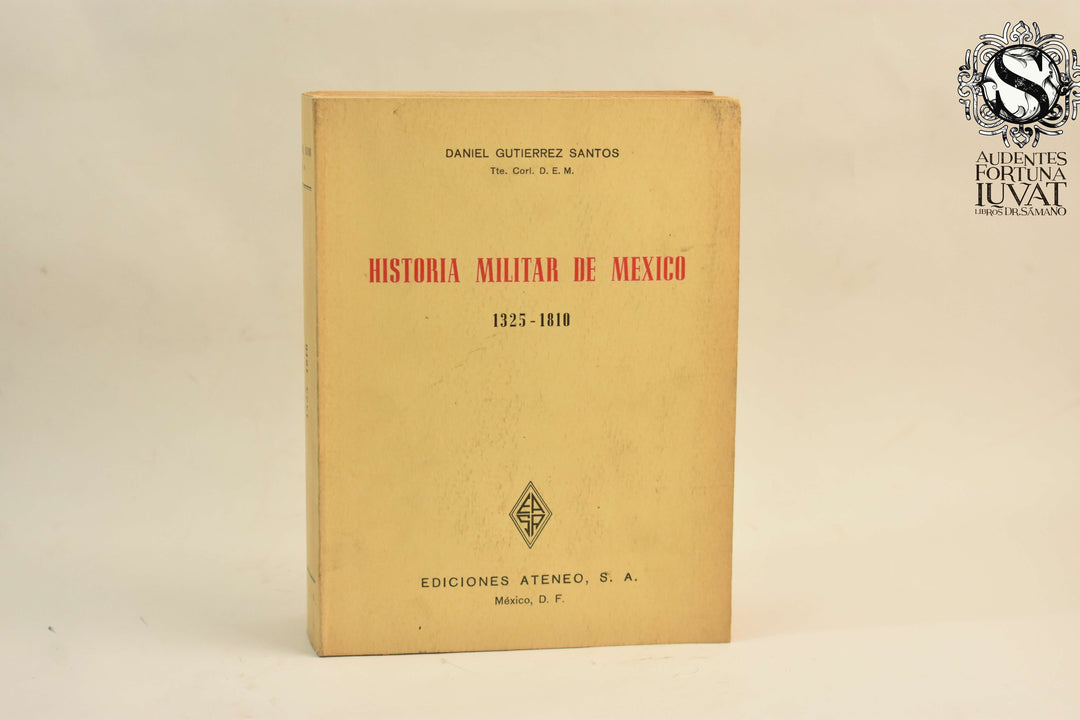 DANIEL GUTIERREZ SANTOS
Tte. Corl. D. E. M.
HISTORIA MILITAR DE MEXICO
1325-1810
EASA
EDICIONES ATENEO, S. A.
México, D. F.
S
AUDENTES
FORTUNA
IUVAT
LIBROS DR. SÁMANO